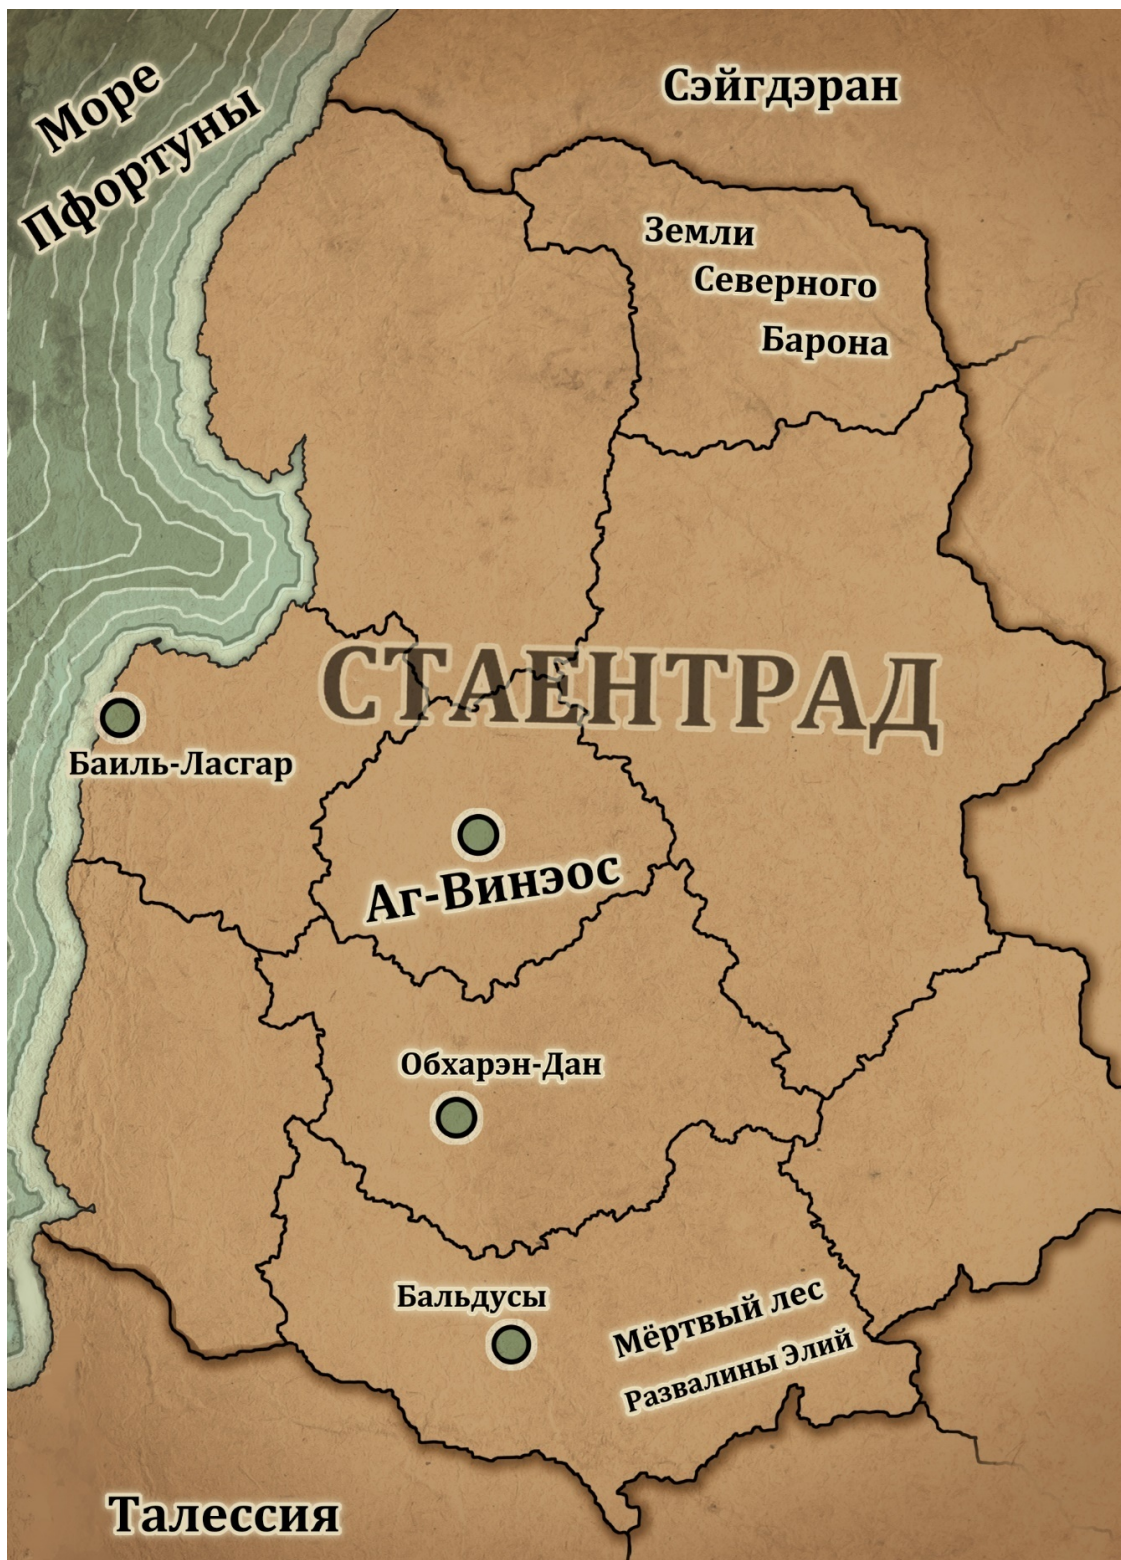 Море
Пфортуны
Сэйгдэран
Земли
Северного
Барона
СТАЕНТРАД
Баиль-Ласгар
Аг-Винэос
Обхарэн-Дан
Бальдусы
Мёртвый лес
Развалины Элий
Талессия